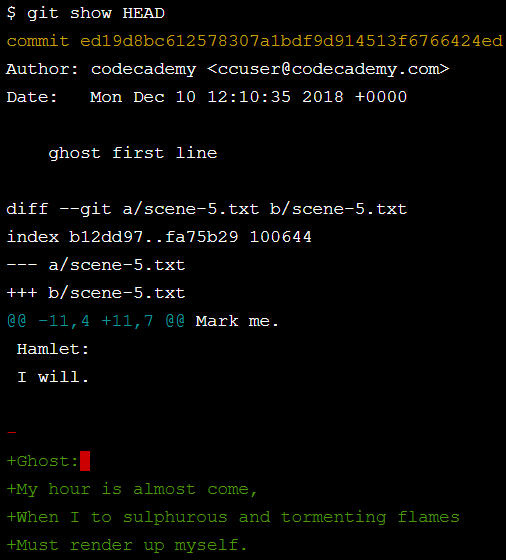 $ git show HEAD
commit ed19d8bc612578307a1bdf9d914513f6766424ed
Author: codecademy <ccuser@codecademy.com>
Date:   Mon Dec 10 12:10:35 2018 +0000
    ghost first line
diff --git a/scene-5.txt b/scene-5.txt
index b12dd97..fa75b29 100644
--- a/scene-5.txt
+++ b/scene-5.txt
@@ -11,4 +11,7 @@ Mark me.
 Hamlet:
 I will.
-
+Ghost:
+My hour is almost come,
+When I to sulphurous and tormenting flames
+Must render up myself.